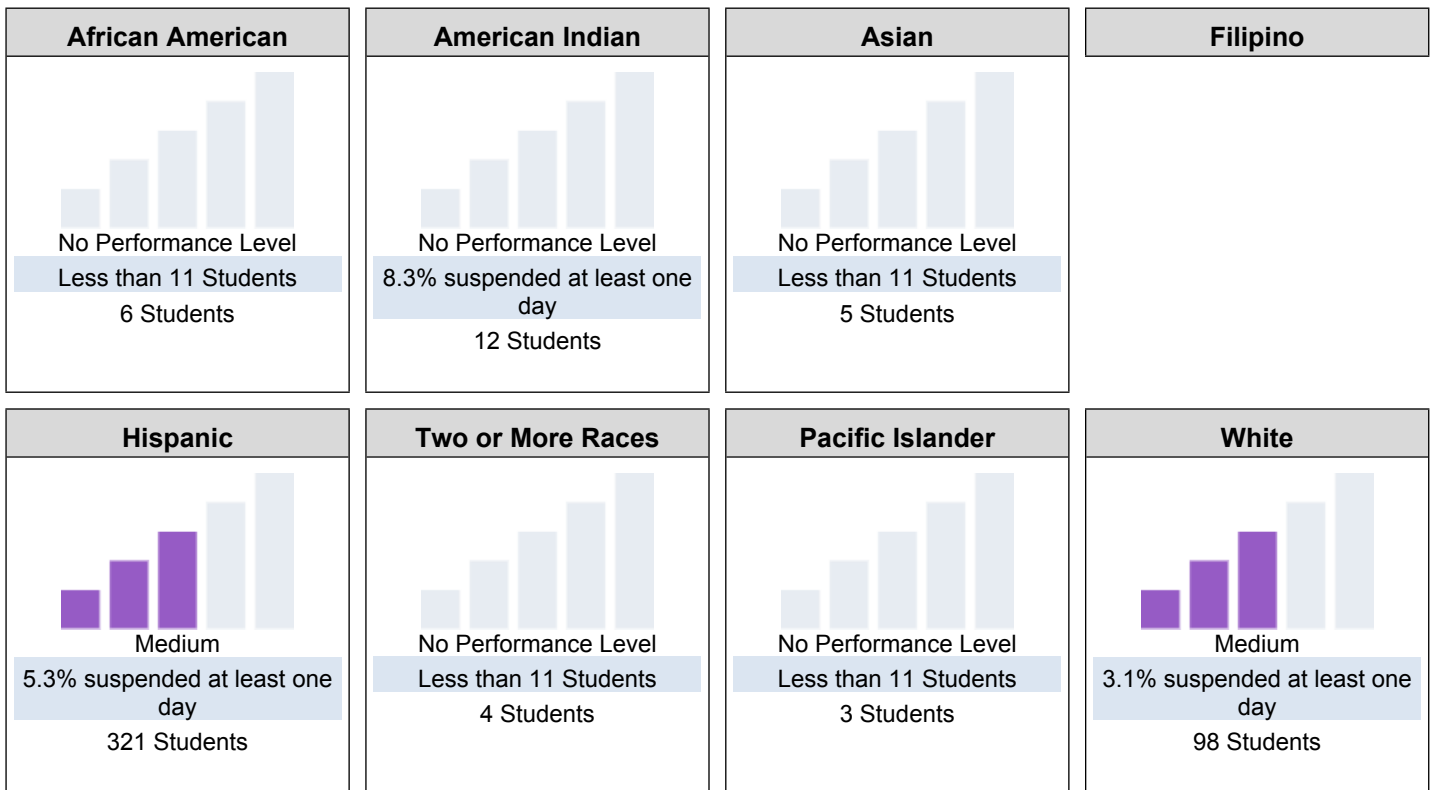 African American
No Performance Level
Less than 11 Students
6 Students
American Indian
No Performance Level
8.3% suspended at least one
day
12 Students
Asian
No Performance Level
Less than 11 Students
5 Students
Filipino
Hispanic
Medium
5.3% suspended at least one
day
321 Students
Two or More Races
No Performance Level
Less than 11 Students
4 Students
Pacific Islander
No Performance Level
Less than 11 Students
3 Students
White
Medium
3.1% suspended at least one
day
98 Students